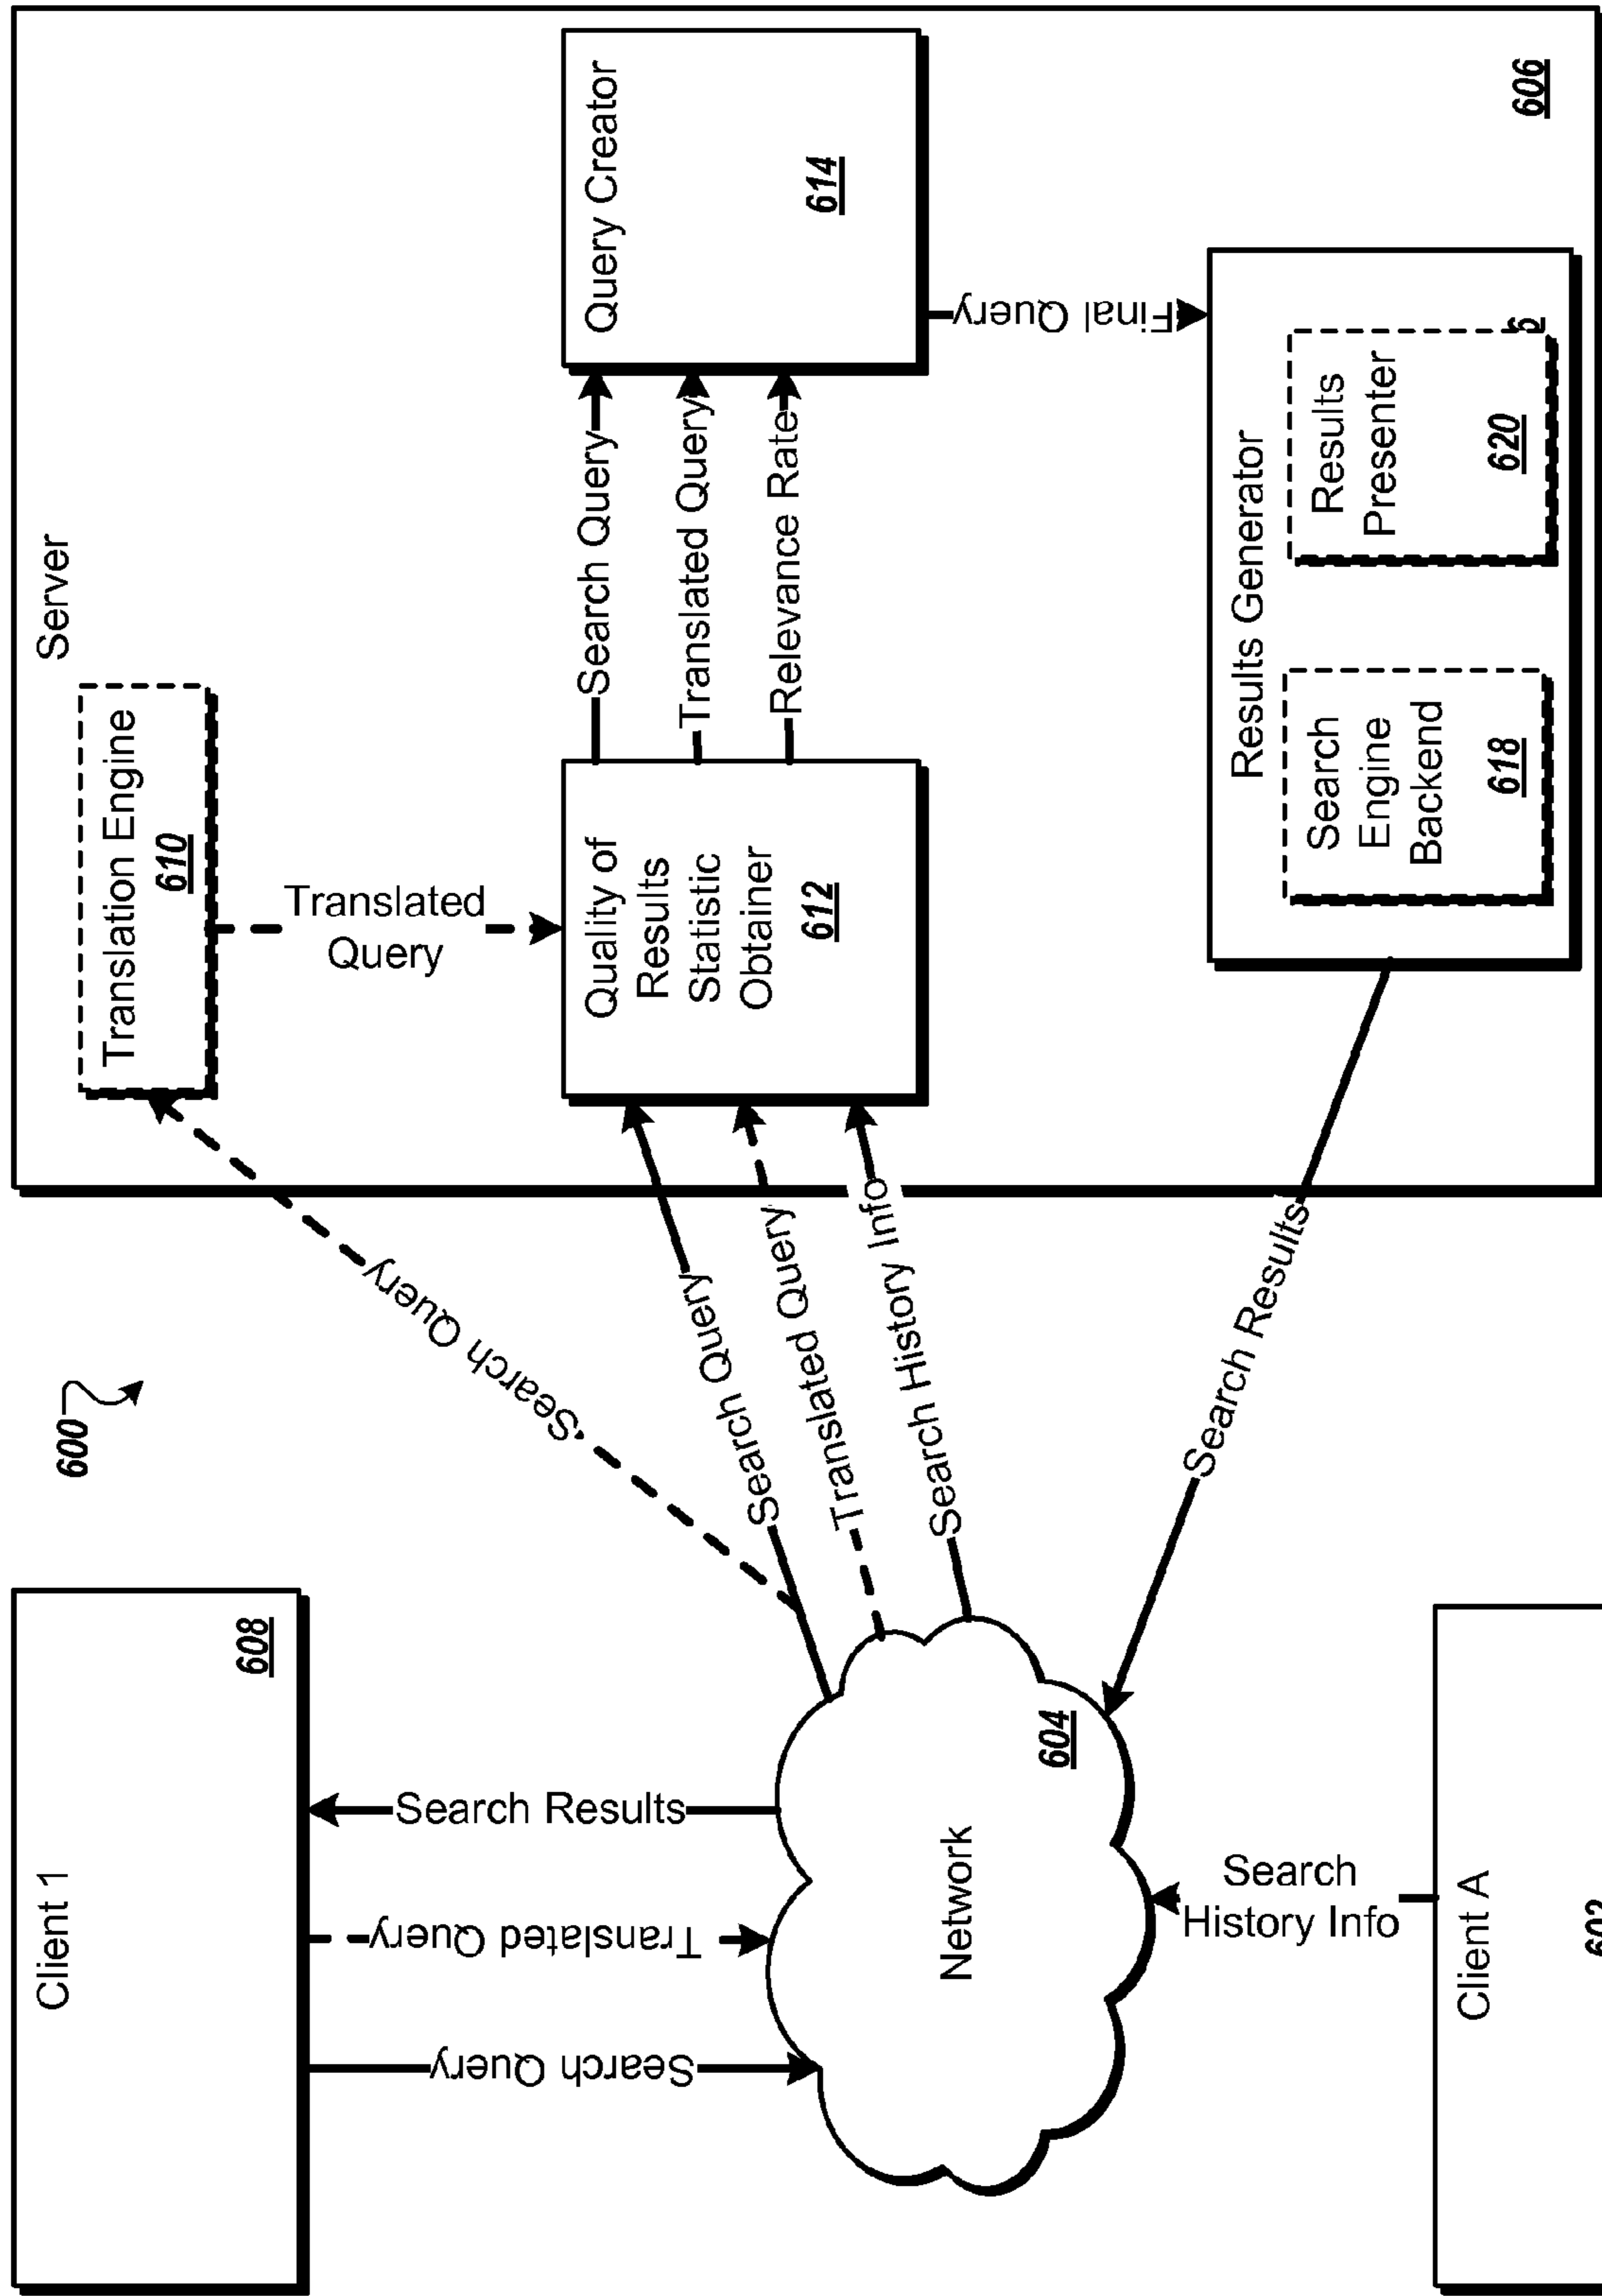 600
Client 1
608
Search Query
Translated Query
Search Results
Network
604
Search
History Info
Client A
602
Search Query
Search Query
Translated Query
Search History Info
Search Results
Server
Translation Engine
610
Translated
Query
Quality of
Results
Statistic
Obtainer
612
Search Query
Translated Query
Relevance Rate
Query Creator
614
Final Query
Results Generator
Search
Engine
Backend
618
Results
Presenter
620
606